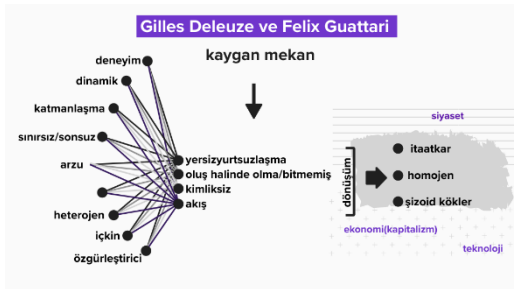 Gilles Deleuze ve Felix Guattari
kaygan mekan
deneyim
dinamik
katmanlaşma
sınırsız/sonsuz
arzu
heterojen
içkin
özgürleştirici
yersizyurtsuzlaşma
oluş halinde olma/bitmemiş
kimliksiz
akış
siyaset
dönüşüm
itaatkar
homojen
şizoid kökler
ekonomi(kapitalizm)
teknoloji